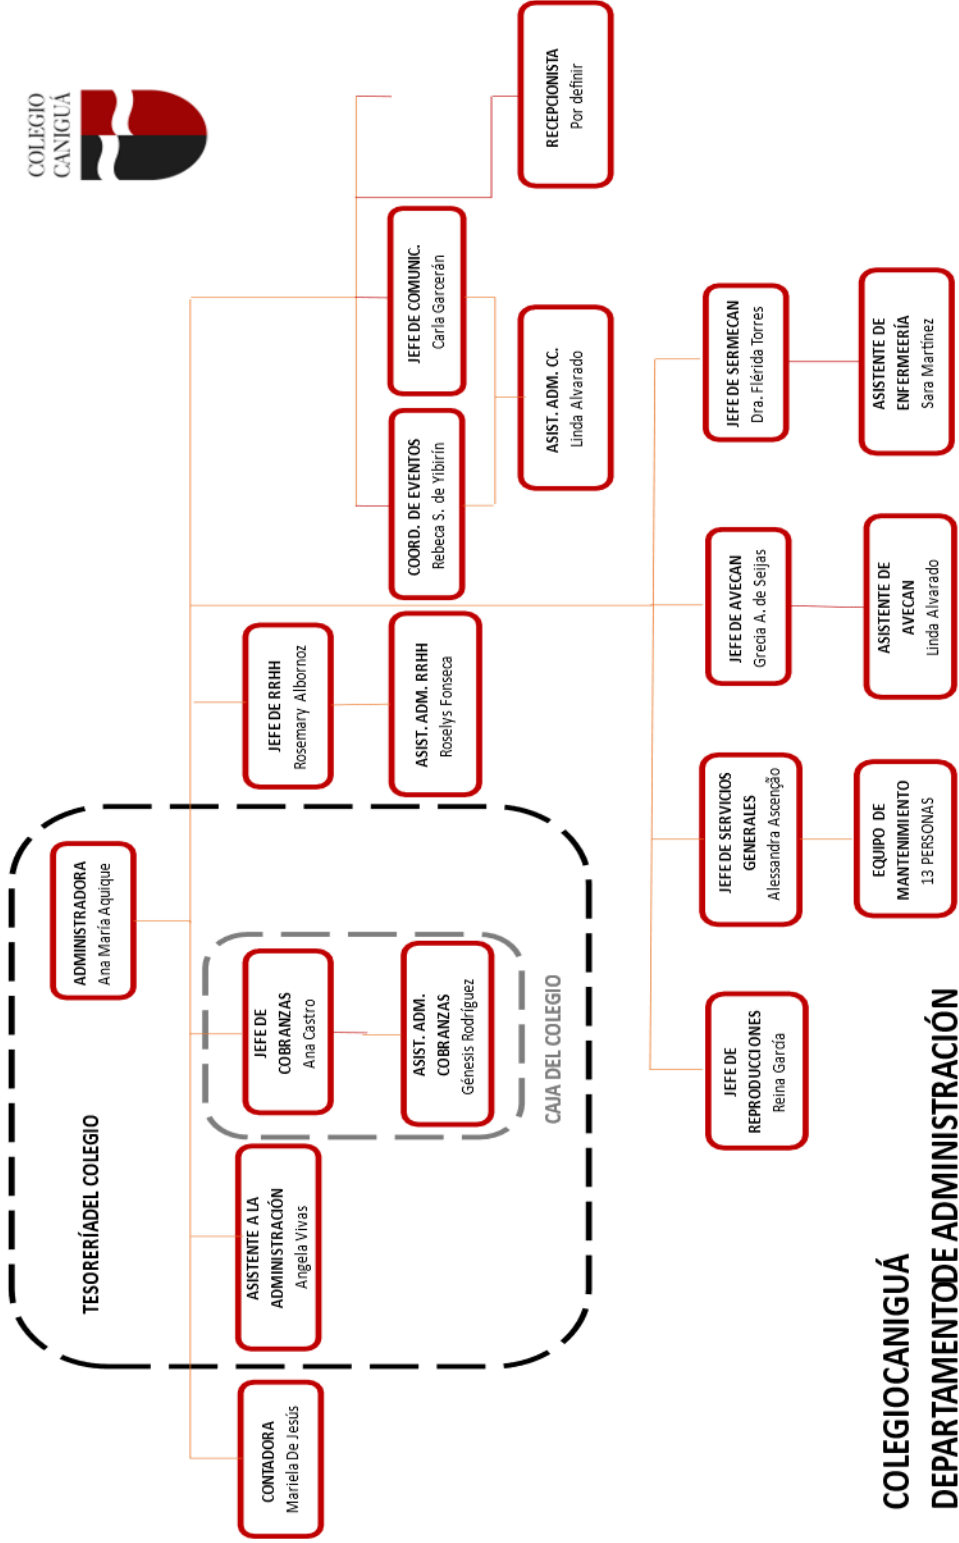 COLEGIO
CANIGUÁ
TESORERÍADEL COLEGIO
ADMINISTRADORA
Ana María Aquique
CONTADORA
Mariela De Jesús
ASISTENTE A LA
ADMINISTRACIÓN
Angela Vivas
JEFE DE
COBRANZAS
Ana Castro
ASIST. ADM.
COBRANZAS
Génesis Rodríguez
CAJA DEL COLEGIO
JEFE DE RRHH
Rosemary Albornoz
ASIST. ADM. RRHH
Roselys Fonseca
COORD. DE EVENTOS
Rebeca S. de Yibirín
JEFE DE COMUNIC.
Carla Garcerán
ASIST. ADM. CC.
Linda Alvarado
RECEPCIONISTA
Por definir
JEFE DE
REPRODUCCIONES
Reina García
JEFE DE SERVICIOS
GENERALES
Alessandra Ascenção
EQUIPO DE
MANTENIMIENTO
13 PERSONAS
JEFE DE AVECAN
Grecia A. de Seijas
ASISTENTE DE
AVECAN
Linda Alvarado
JEFE DE SERMECAN
Dra. Flérida Torres
ASISTENTE DE
ENFERMEERÍA
Sara Martínez
COLEGIOCANIGUÁ
DEPARTAMENTODE ADMINISTRACIÓN